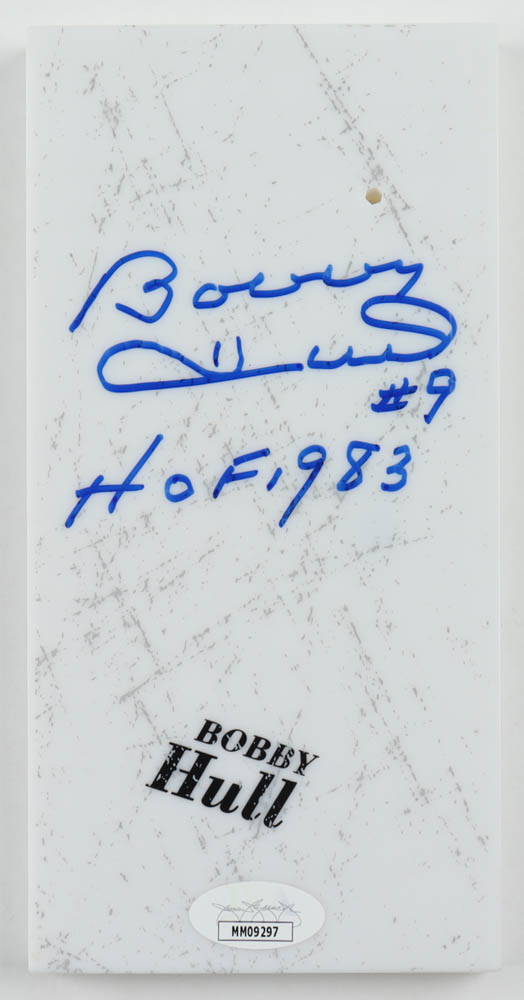 Bobby
Hull
#9
HOF 1983
BOBBY
Hull
MM09297